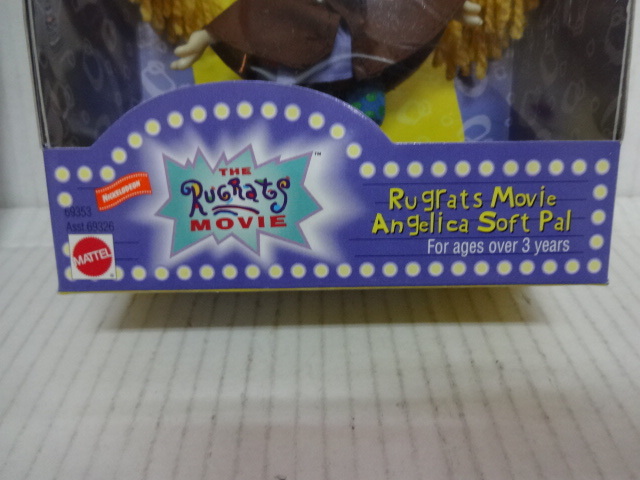 NICKELODEON
69353
Asst.69326
MATTEL
THE
RUGRATS
MOVIE
™
Rugrats Movie
Angelica Soft Pal
For ages over 3 years